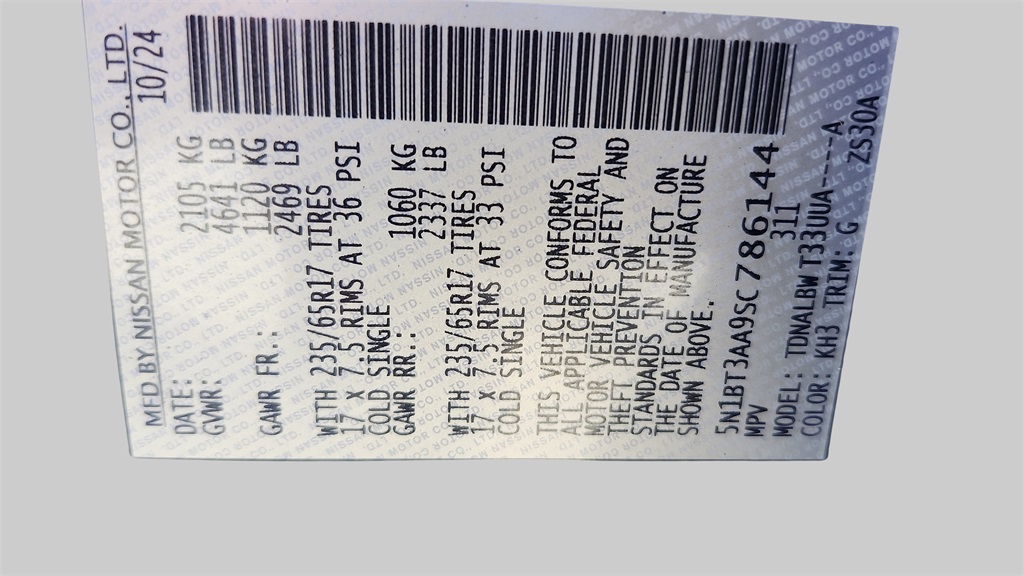 MFD BY NISSAN MOTOR CO., LTD.
DATE: 10/24
GVWR: 2105 KG
4641 LB
GAWR FR.: 1120 KG
2469 LB
WITH 235/65R17 TIRES
17 x 7.5 RIMS AT 36 PSI
COLD SINGLE
GAWR RR.: 1060 KG
2337 LB
WITH 235/65R17 TIRES
17 x 7.5 RIMS AT 33 PSI
COLD SINGLE
THIS VEHICLE CONFORMS TO
ALL APPLICABLE FEDERAL
MOTOR VEHICLE SAFETY AND
THEFT PREVENTION
STANDARDS IN EFFECT ON
THE DATE OF MANUFACTURE
SHOWN ABOVE.
5N1BT3AA9SC786144
MPV 311
MODEL: TDNALBW T33UUA----A
COLOR: KH3 TRIM: G ZS30A